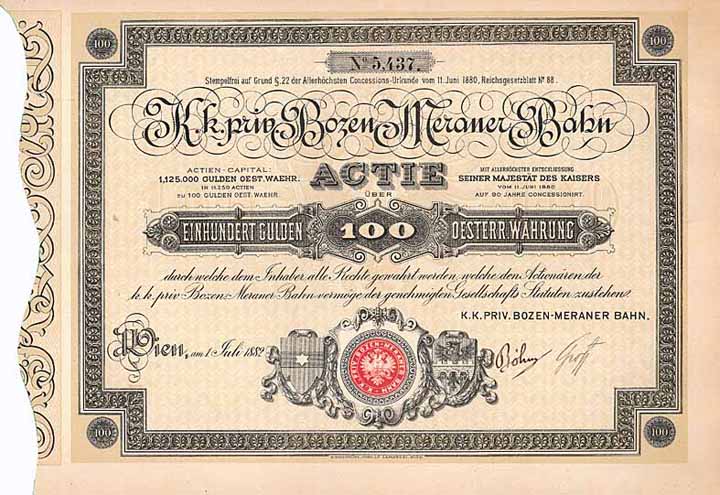 100
100
No 5,437.
Stempelfrei auf Grund §. 22 der Allerhöchsten Concessions-Urkunde vom 11. Juni 1880, Reichsgesetzblatt No 88.
K.k. priv. Bozen Meraner Bahn
ACTIEN-CAPITAL:
1,125.000 GULDEN OEST. WAEHR.
IN 11.250 ACTIEN
ZU 100 GULDEN OEST. WAEHR.
ACTIE
ÜBER
MIT ALLERHÖCHSTER ENTSCHLIESSUNG
SEINER MAJESTÄT DES KAISERS
VOM 11. JUNI 1880
AUF 90 JAHRE CONCESSIONIRT.
EINHUNDERT GULDEN
100
OESTERR. WÄHRUNG
durch welche dem Inhaber alle Rechte gewahrt werden, welche den Actionären der
k. k. priv. Bozen-Meraner Bahn vermöge der genehmigten Gesellschafts Statuten zustehen.
K.K. PRIV. BOZEN-MERANER BAHN.
Wien, am 1 Juli 1882
K.K. PRIV. BOZEN-MERANER BAHN
Böhm
100
100